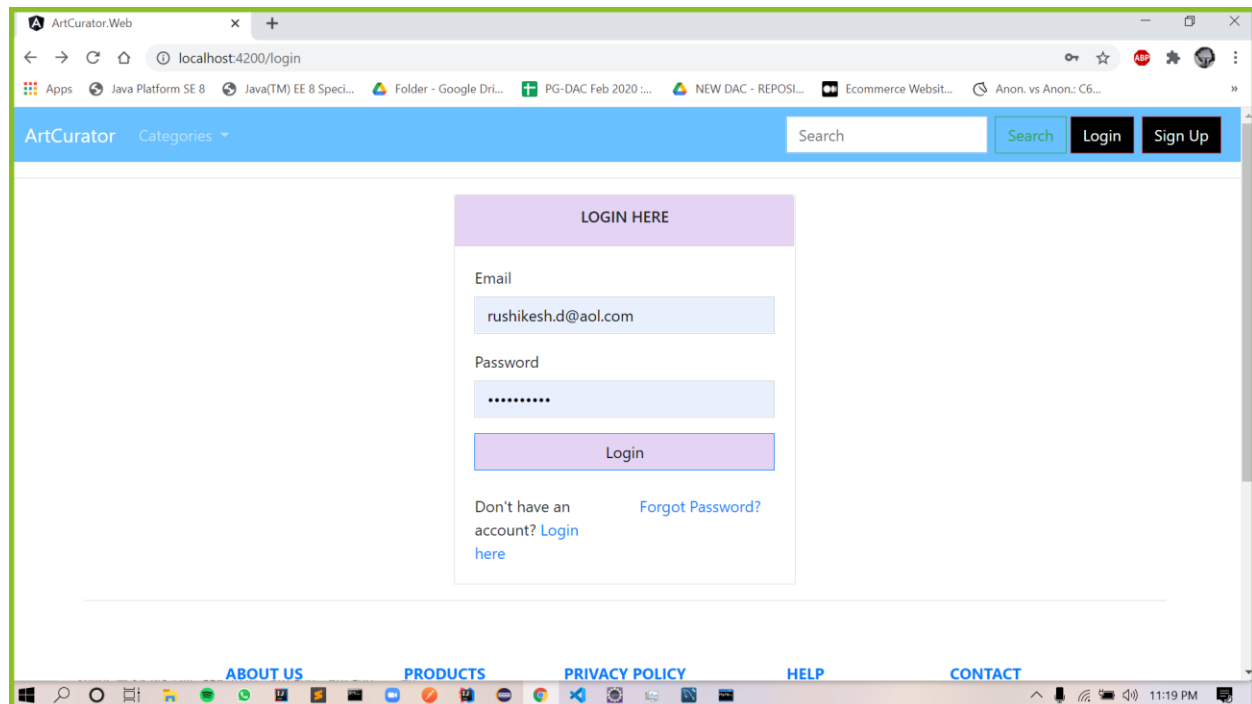 ArtCurator.Web
localhost:4200/login
ABP
Apps Java Platform SE 8 Java(TM) EE 8 Speci... Folder - Google Dri... PG-DAC Feb 2020 :... NEW DAC - REPOSI... Ecommerce Websit... Anon. vs Anon.: C6... »
ArtCurator Categories Search Search Login Sign Up
LOGIN HERE
Email
rushikesh.d@aol.com
Password
••••••••••
Login
Don't have an
account? Login
here
Forgot Password?
ABOUT US PRODUCTS PRIVACY POLICY HELP CONTACT
11:19 PM